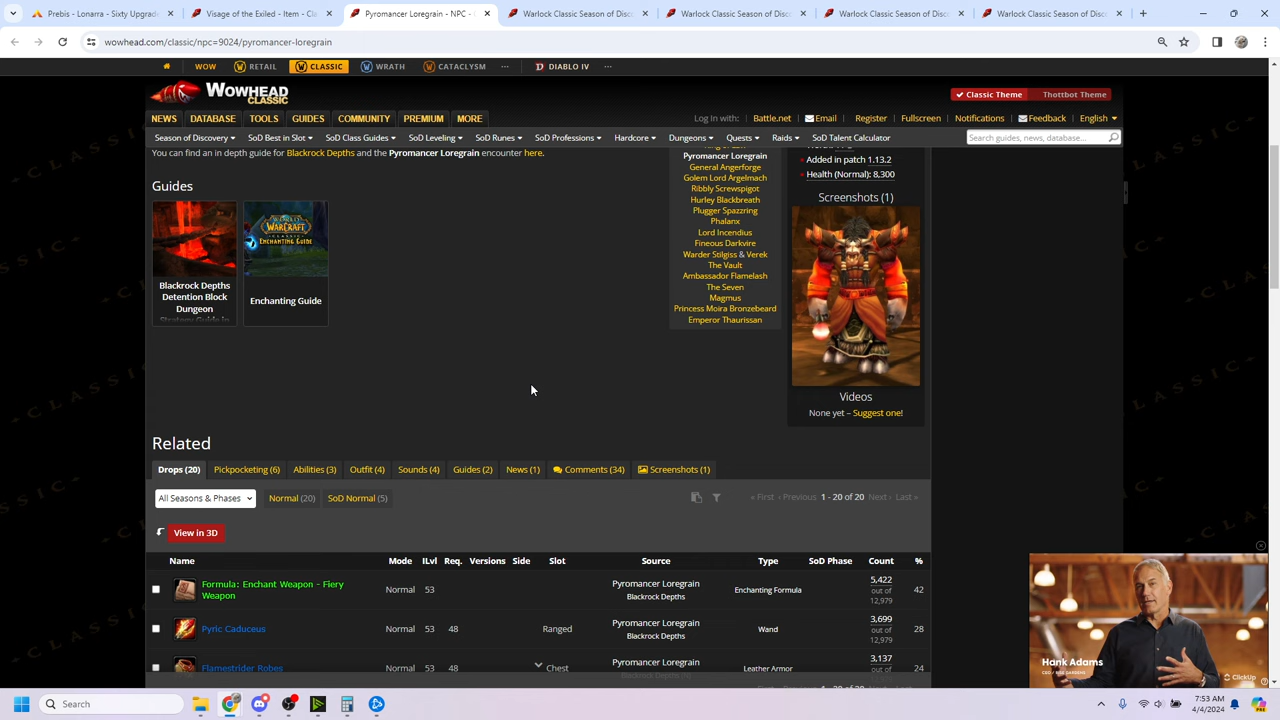 Prebis - Lonarra - Sixty Upgrad
Visage of the Exiled - Item - Cla
Pyromancer Loregrain - NPC -
Warlock Season of Disc
Warlock Season of Disc
Warlock Season of Disc
Warlock Season of Disc
wowhead.com/classic/npc=9024/pyromancer-loregrain
WOW
RETAIL
CLASSIC
WRATH
CATACLYSM
DIABLO IV
WOWHEAD
CLASSIC
Classic Theme
Thottbot Theme
NEWS DATABASE TOOLS GUIDES COMMUNITY PREMIUM MORE
Log In with: Battle.net Email Register Fullscreen Notifications Feedback English
Season of Discovery SoD Best in Slot SoD Class Guides SoD Leveling SoD Runes SoD Professions Hardcore Dungeons Quests Raids SoD Talent Calculator
Search guides, news, database...
You can find an in depth guide for Blackrock Depths and the Pyromancer Loregrain encounter here.
Guides
Blackrock Depths
Detention Block
Dungeon
Strategy Guide in
WORLD
WARCRAFT
CLASSIC
ENCHANTING GUIDE
Enchanting Guide
Pyromancer Loregrain
General Angerforge
Golem Lord Argelmach
Ribbly Screwspigot
Hurley Blackbreath
Plugger Spazzring
Phalanx
Lord Incendius
Fineous Darkvire
Warder Stilgiss & Verek
The Vault
Ambassador Flamelash
The Seven
Magmus
Princess Moira Bronzebeard
Emperor Thaurissan
Added in patch 1.13.2
Health (Normal): 8,300
Screenshots (1)
Videos
None yet – Suggest one!
Related
Drops (20) Pickpocketing (6) Abilities (3) Outfit (4) Sounds (4) Guides (2) News (1) Comments (34) Screenshots (1)
All Seasons & Phases
Normal (20)
SoD Normal (5)
« First ‹ Previous 1 - 20 of 20 Next › Last »
View in 3D
Name Mode ILvl Req. Versions Side Slot Source Type SoD Phase Count %
Formula: Enchant Weapon - Fiery
Weapon
Normal
53
Pyromancer Loregrain
Blackrock Depths
Enchanting Formula
5,422
out of
12,979
42
Pyric Caduceus
Normal
53
48
Ranged
Pyromancer Loregrain
Blackrock Depths
Wand
3,699
out of
12,979
28
Flamestrider Robes
Normal
53
48
Chest
Pyromancer Loregrain
Blackrock Depths
Leather Armor
3,137
out of
24
Hank Adams
ClickUp
Search
7:53 AM
4/4/2024